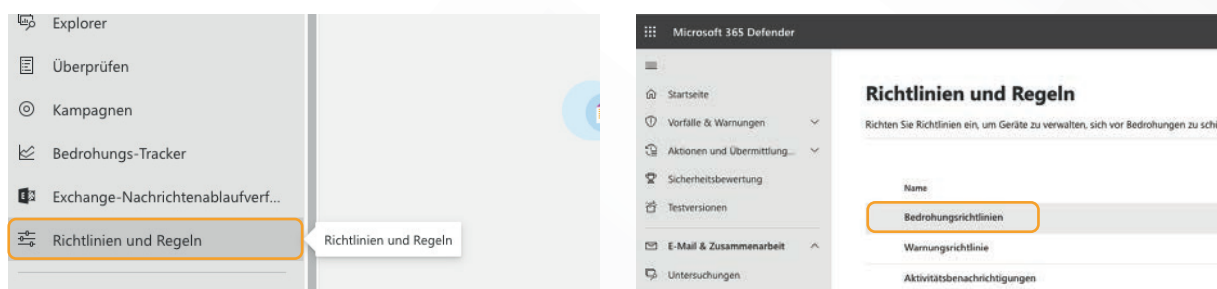 Explorer
Überprüfen
Kampagnen
Bedrohungs-Tracker
Exchange-Nachrichtenablaufverf...
Richtlinien und Regeln
Richtlinien und Regeln
Microsoft 365 Defender
Startseite
Vorfälle & Warnungen
Aktionen und Übermittlung...
Sicherheitsbewertung
Testversionen
E-Mail & Zusammenarbeit
Untersuchungen
Richtlinien und Regeln
Richten Sie Richtlinien ein, um Geräte zu verwalten, sich vor Bedrohungen zu
Name
Bedrohungsrichtlinien
Warnungsrichtlinie
Aktivitätsbenachrichtigungen